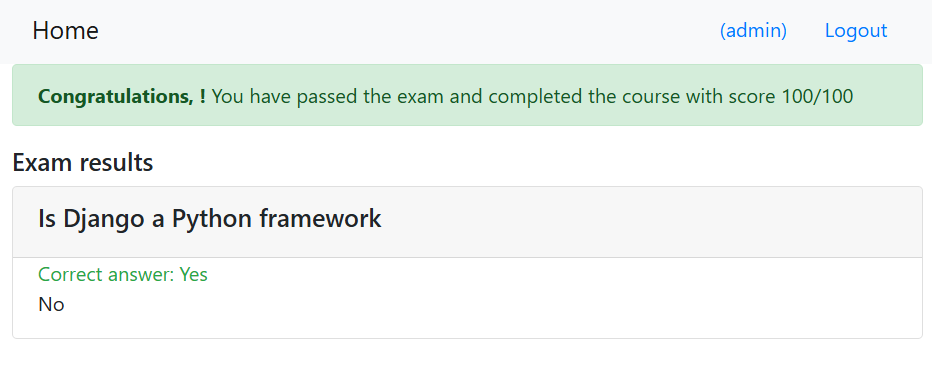 Home (admin) Logout
Congratulations, ! You have passed the exam and completed the course with score 100/100
Exam results
Is Django a Python framework
Correct answer: Yes
No